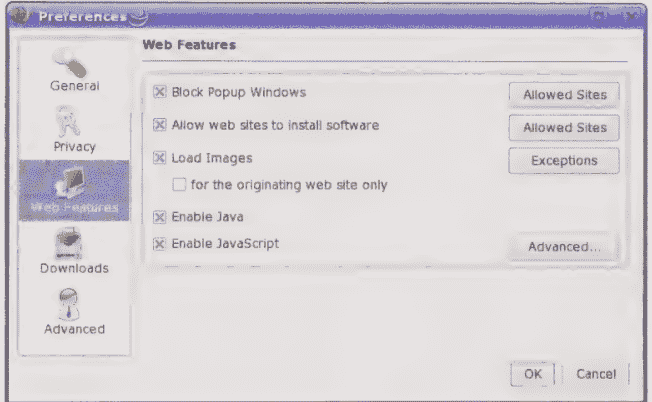 Preferences
General
Privacy
Web Features
Downloads
Advanced
Web Features
Block Popup Windows
Allowed Sites
Allow web sites to install software
Allowed Sites
Load Images
Exceptions
for the originating web site only
Enable Java
Enable JavaScript
Advanced...
OK
Cancel